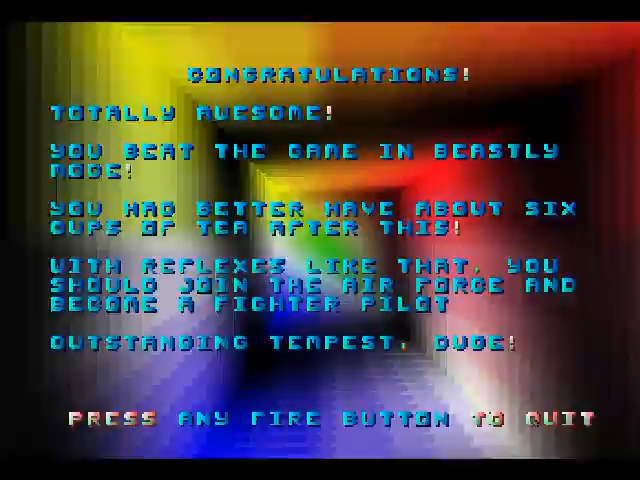 CONGRATULATIONS!
TOTALLY AWESOME!
YOU BEAT THE GAME IN BEASTLY
MODE!
YOU HAD BETTER HAVE ABOUT SIX
CUPS OF TEA AFTER THIS!
WITH REFLEXES LIKE THAT, YOU
SHOULD JOIN THE AIR FORCE AND
BECOME A FIGHTER PILOT
OUTSTANDING TEMPEST, DUDE!
PRESS ANY FIRE BUTTON TO QUIT